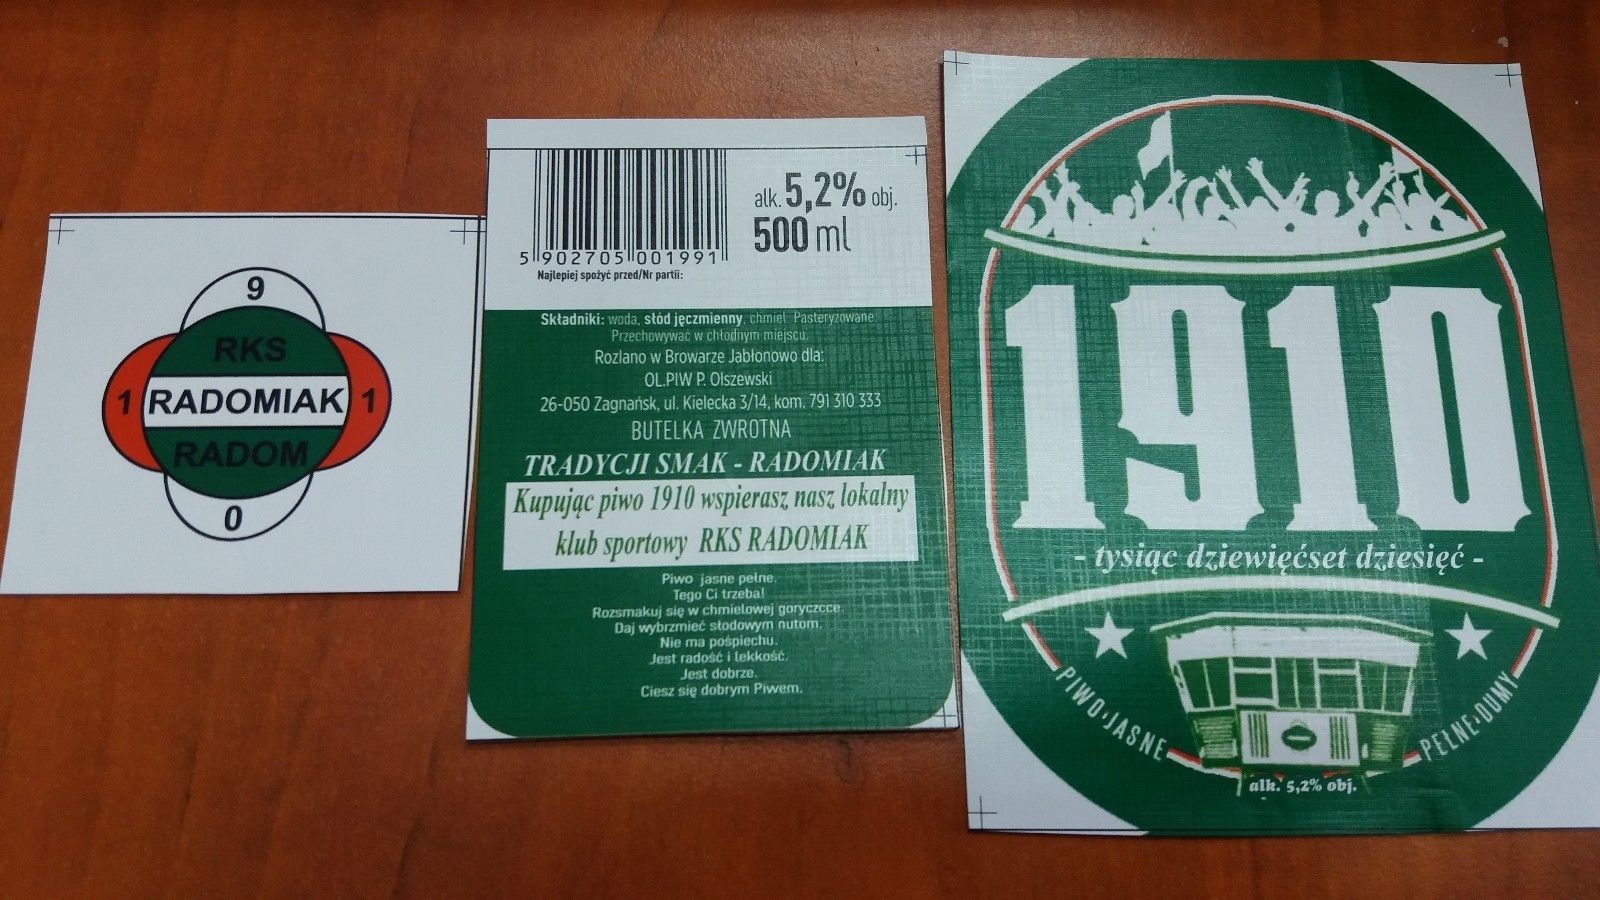 9
RKS
1 RADOMIAK 1
RADOM
0
alk. 5,2% obj.
500 ml
5 902705 001991
Najlepiej spożyć przed/Nr partii:
Składniki: woda, słód jęczmienny, chmiel. Pasteryzowane.
Przechowywać w chłodnym miejscu.
Rozlano w Browarze Jabłonowo dla:
OL.PIW P. Olszewski
26-050 Zagnańsk, ul. Kielecka 3/14, kom. 791 310 333
BUTELKA ZWROTNA
TRADYCJI SMAK - RADOMIAK
Kupując piwo 1910 wspierasz nasz lokalny
klub sportowy RKS RADOMIAK
Piwo jasne pełne.
Tego Ci trzeba!
Rozsmakuj się w chmielowej goryczcce.
Daj wybrzmieć słodowym nutom.
Nie ma pośpiechu.
Jest radość i lekkość.
Jest dobrze.
Ciesz się dobrym Piwem.
1910
- tysiąc dziewięćset dziesięć -
PIWO JASNE
PEŁNE DUMY
alk. 5,2% obj.